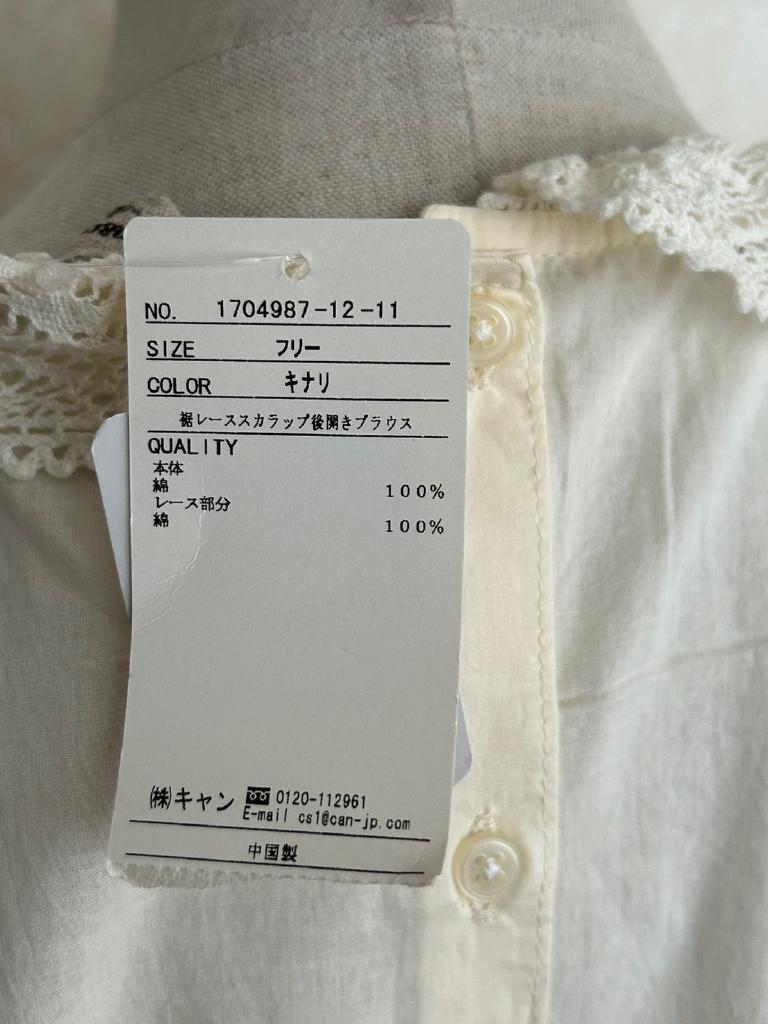 NO. 1704987-12-11
SIZE フリー
COLOR キナリ
裾レーススカラップ後開きブラウス
QUALITY
本体
綿 100%
レース部分
綿 100%
㈱キャン 0120-112961
E-mail cs1@can-jp.com
中国製